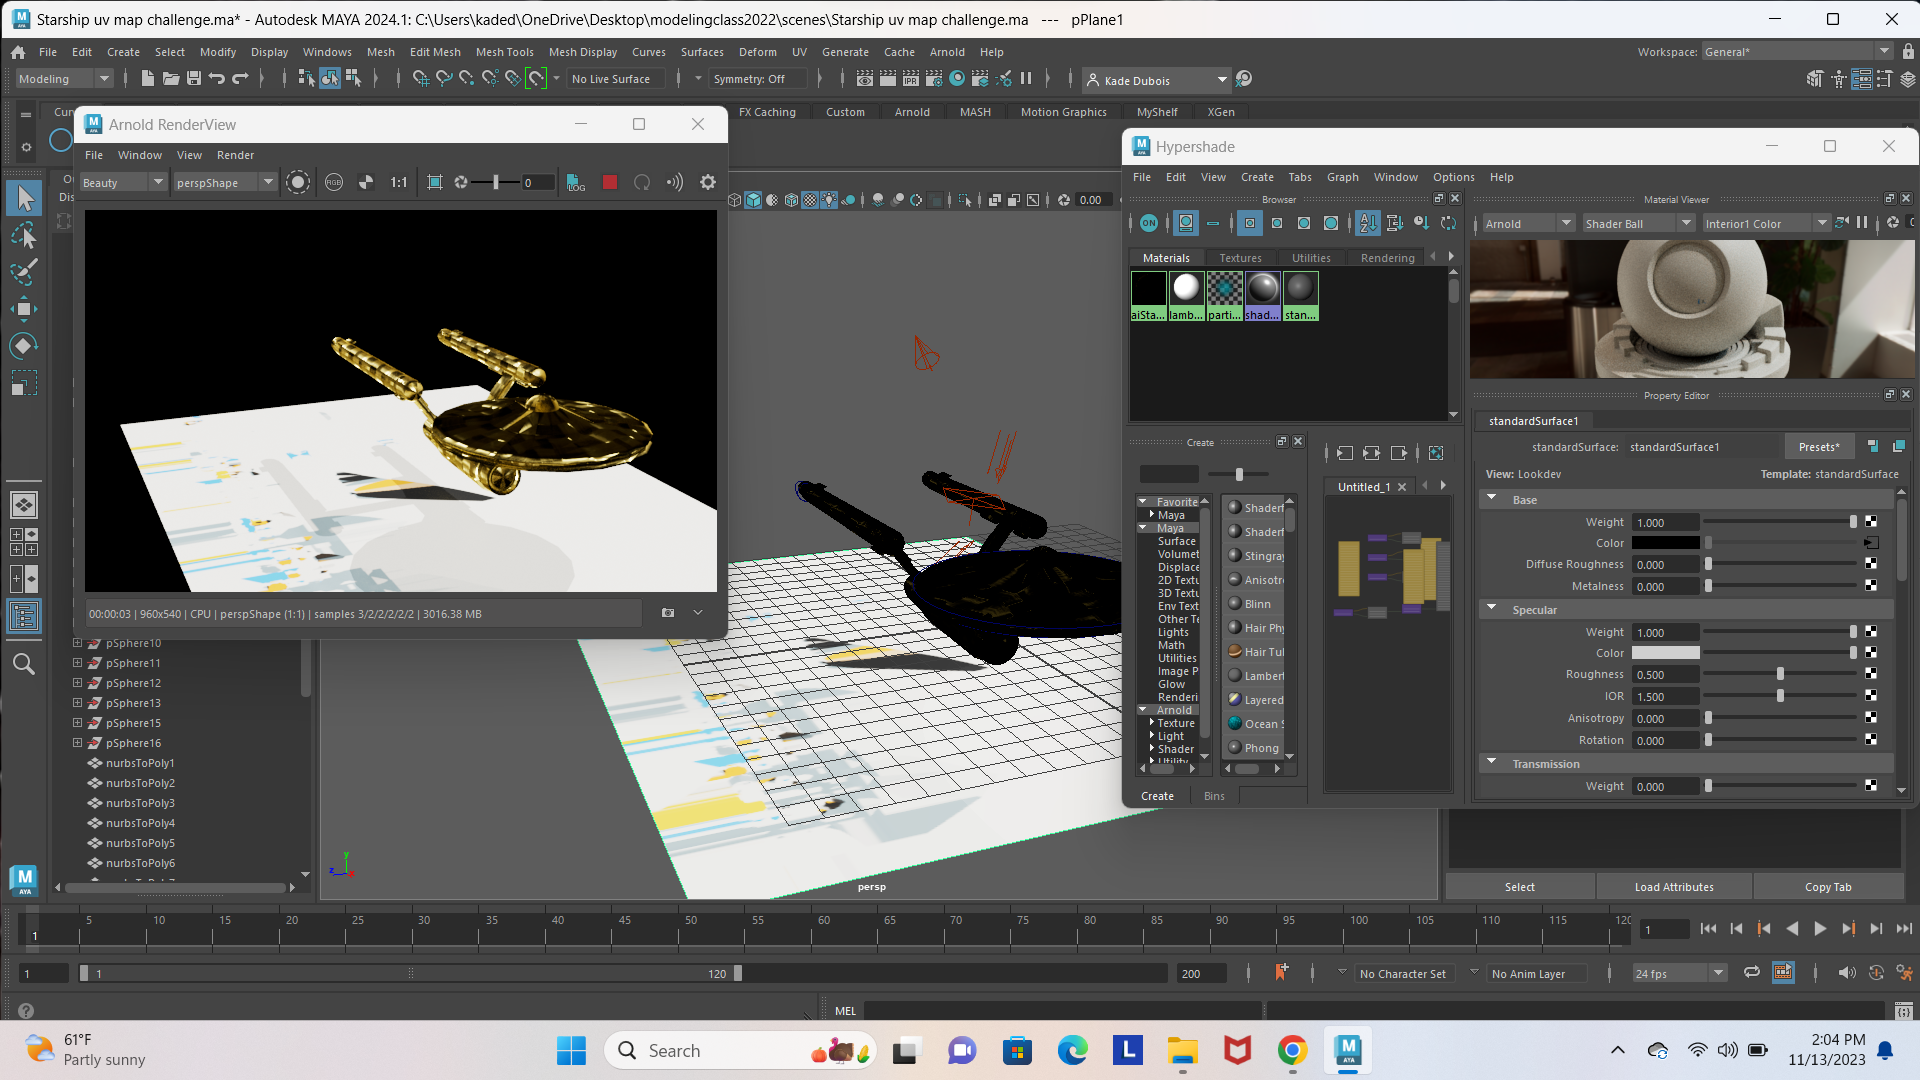 Starship uv map challenge.ma* - Autodesk MAYA 2024.1: C:\Users\kaded\OneDrive\Desktop\modelingclass2022\scenes\Starship uv map challenge.ma --- pPlane1
File Edit Create Select Modify Display Windows Mesh Edit Mesh Mesh Tools Mesh Display Curves Surfaces Deform UV Generate Cache Arnold Help
Workspace: General*
Modeling No Live Surface Symmetry: Off IPR Kade Dubois
Cur FX Caching Custom Arnold MASH Motion Graphics MyShelf XGen
Arnold RenderView
File Window View Render
Beauty perspShape RGB 1:1 0 LOG
00:00:03 | 960x540 | CPU | perspShape (1:1) | samples 3/2/2/2/2/2 | 3016.38 MB
0.00
pSphere10
pSphere11
pSphere12
pSphere13
pSphere15
pSphere16
nurbsToPoly1
nurbsToPoly2
nurbsToPoly3
nurbsToPoly4
nurbsToPoly5
nurbsToPoly6
persp
y
z
x
Hypershade
File Edit View Create Tabs Graph Window Options Help
Browser
ON
Materials Textures Utilities Rendering
aiSta... lamb... parti... shad... stan...
Create
Favorite
Maya
Maya
Surface
Volumet
Displace
2D Textu
3D Textu
Env Text
Other Te
Lights
Math
Utilities
Image P
Glow
Renderi
Arnold
Texture
Light
Shader
Utility
Shaderf
Shaderf
Stingray
Anisotro
Blinn
Hair Phy
Hair Tul
Lambert
Layered
Ocean S
Phong
Create Bins
Untitled_1
Material Viewer
Arnold Shader Ball Interior1 Color
Property Editor
standardSurface1
standardSurface: standardSurface1 Presets*
View: Lookdev Template: standardSurface
Base
Weight 1.000
Color
Diffuse Roughness 0.000
Metalness 0.000
Specular
Weight 1.000
Color
Roughness 0.500
IOR 1.500
Anisotropy 0.000
Rotation 0.000
Transmission
Weight 0.000
Select Load Attributes Copy Tab
1 5 10 15 20 25 30 35 40 45 50 55 60 65 70 75 80 85 90 95 100 105 110 115 120 1
1 1 120 200 No Character Set No Anim Layer 24 fps
MEL
61°F
Partly sunny
Search
2:04 PM
11/13/2023